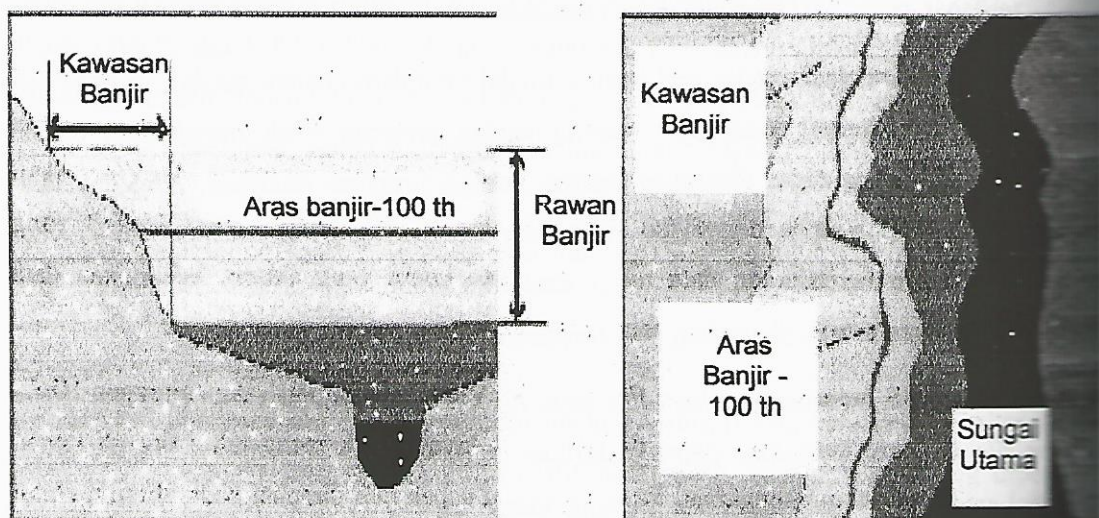 Kawasan
Banjir
Aras banjir-100 th
Rawan
Banjir
Kawasan
Banjir
Aras
Banjir -
100 th
Sungai
Utama